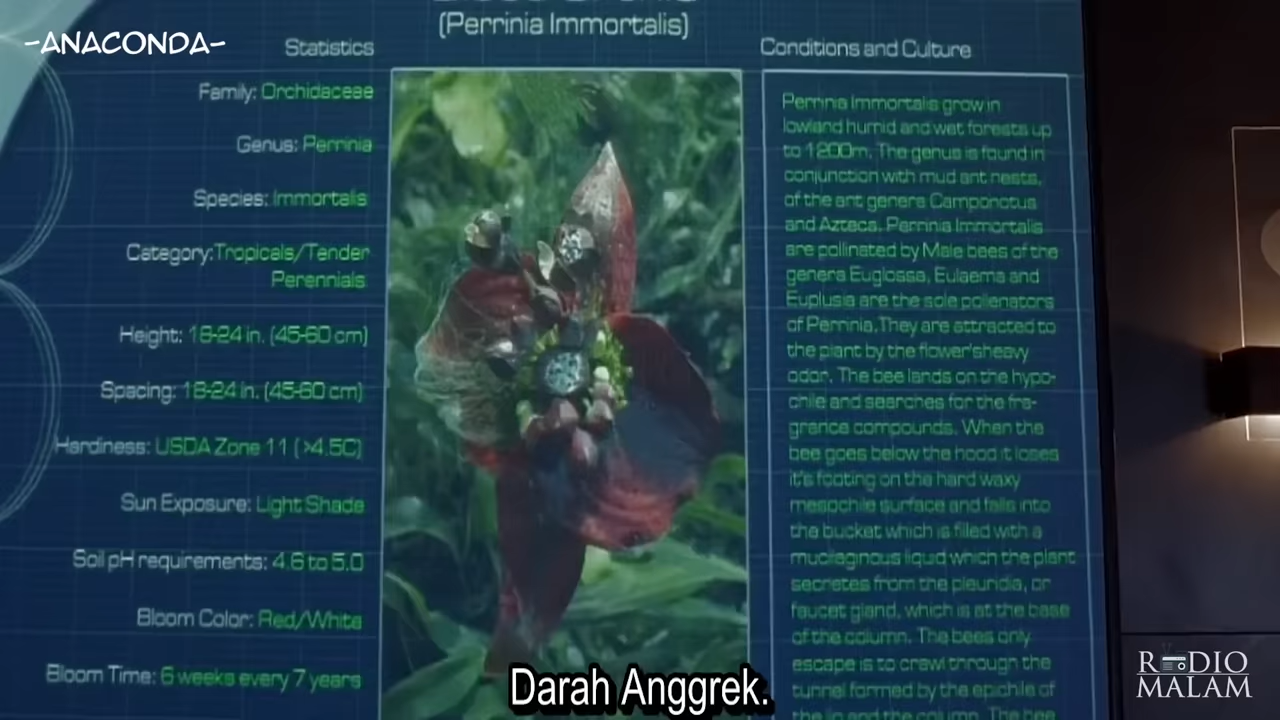 -ANACONDA-
(Perrinia Immortalis)
Statistics
Family: Orchidaceae
Genus: Perrinia
Species: Immortalis
Category:Tropicals/Tender
Perennials
Height: 18-24 in. (45-60 cm)
Spacing: 18-24 in. (45-60 cm)
Hardiness: USDA Zone 11 (>4.5C)
Sun Exposure: Light Shade
Soil pH requirements: 4.6 to 5.0
Bloom Color: Red/White
Bloom Time: 6 weeks every 7 years
Conditions and Culture
Perrinia Immortalis grow in
lowland humid and wet forests up
to 1200m. The genus is found in
conjunction with mud ant nests,
of the ant genera Camponotus
and Azteca. Perrinia Immortalis
are pollinated by Male bees of the
genera Euglossa, Eulaema and
Euplusia are the sole pollenators
of Perrinia.They are attracted to
the plant by the flower'sheavy
odor. The bee lands on the hypo-
chile and searches for the fra-
grance compounds. When the
bee goes below the hood it loses
it's footing on the hard waxy
mesochile surface and falls into
the bucket which is filled with a
mucilaginous liquid which the plant
secretes from the pleuridia, or
faucet gland, which is at the base
of the column. The bees only
escape is to crawl through the
tunnel formed by the epichile of
the lip and the column. The bee
Darah Anggrek.
RADIO
MALAM